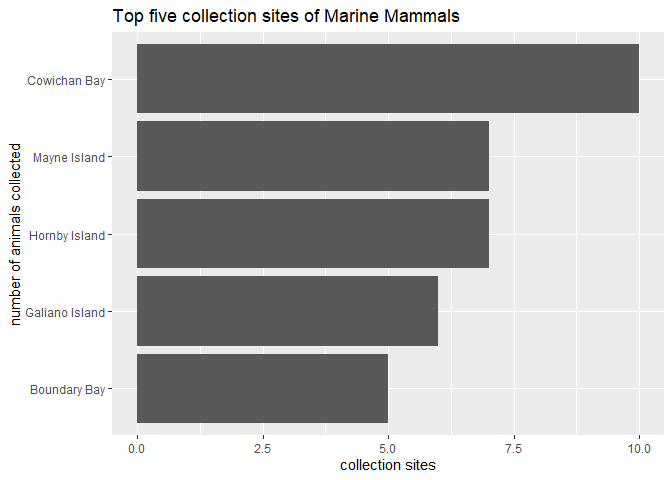 Top five collection sites of Marine Mammals
number of animals collected
Cowichan Bay
Mayne Island
Hornby Island
Galiano Island
Boundary Bay
0.0 2.5 5.0 7.5 10.0
collection sites